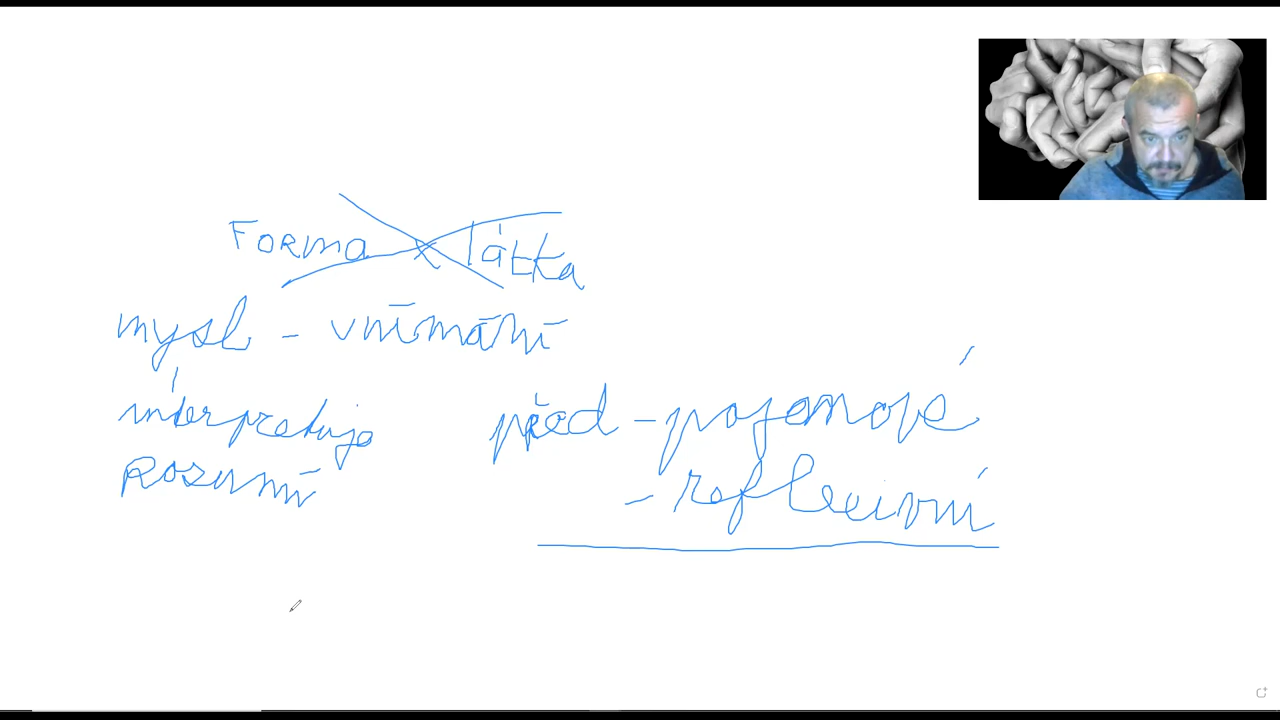 Forma x látka
mysl - vnímání
interpretuje
rozumí
před - pojmové
- reflexivní